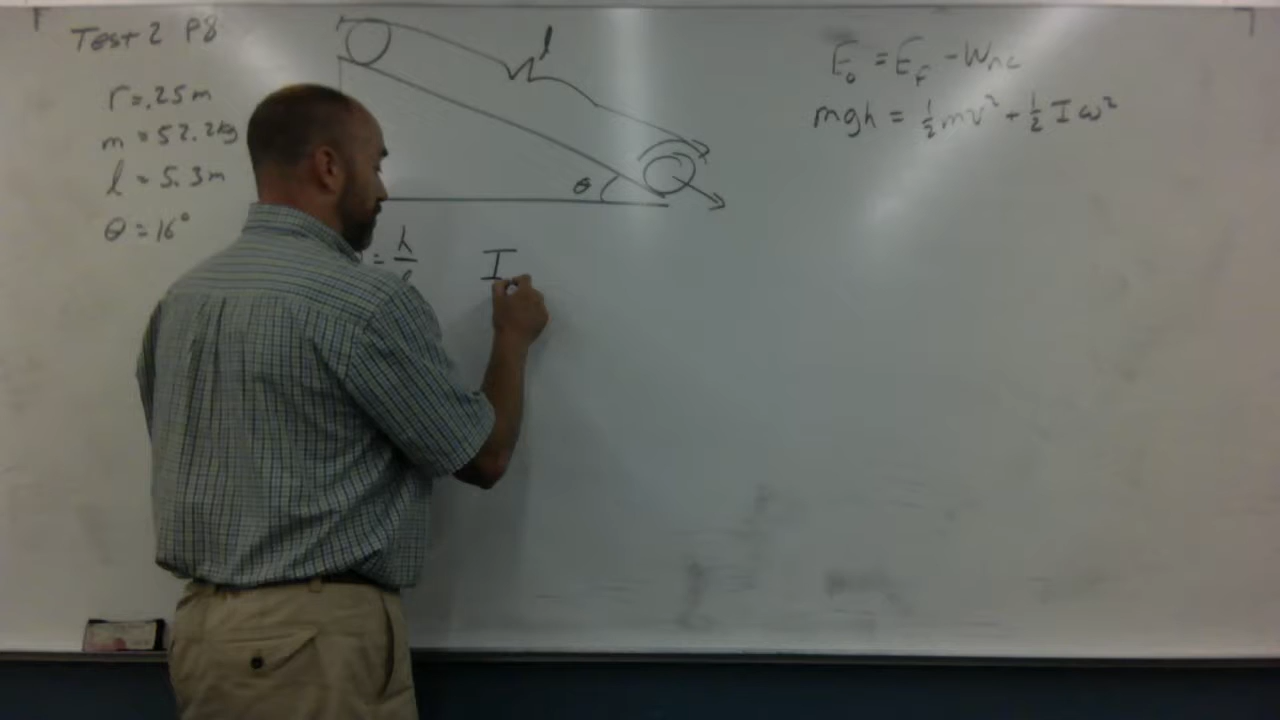 Test 2 P8
r = .25 m
m = 52.2 kg
l = 5.3 m
θ = 16°
l
θ
= h/l
I
E₀ = E_f - W_nc
mgh = ½mv² + ½Iω²